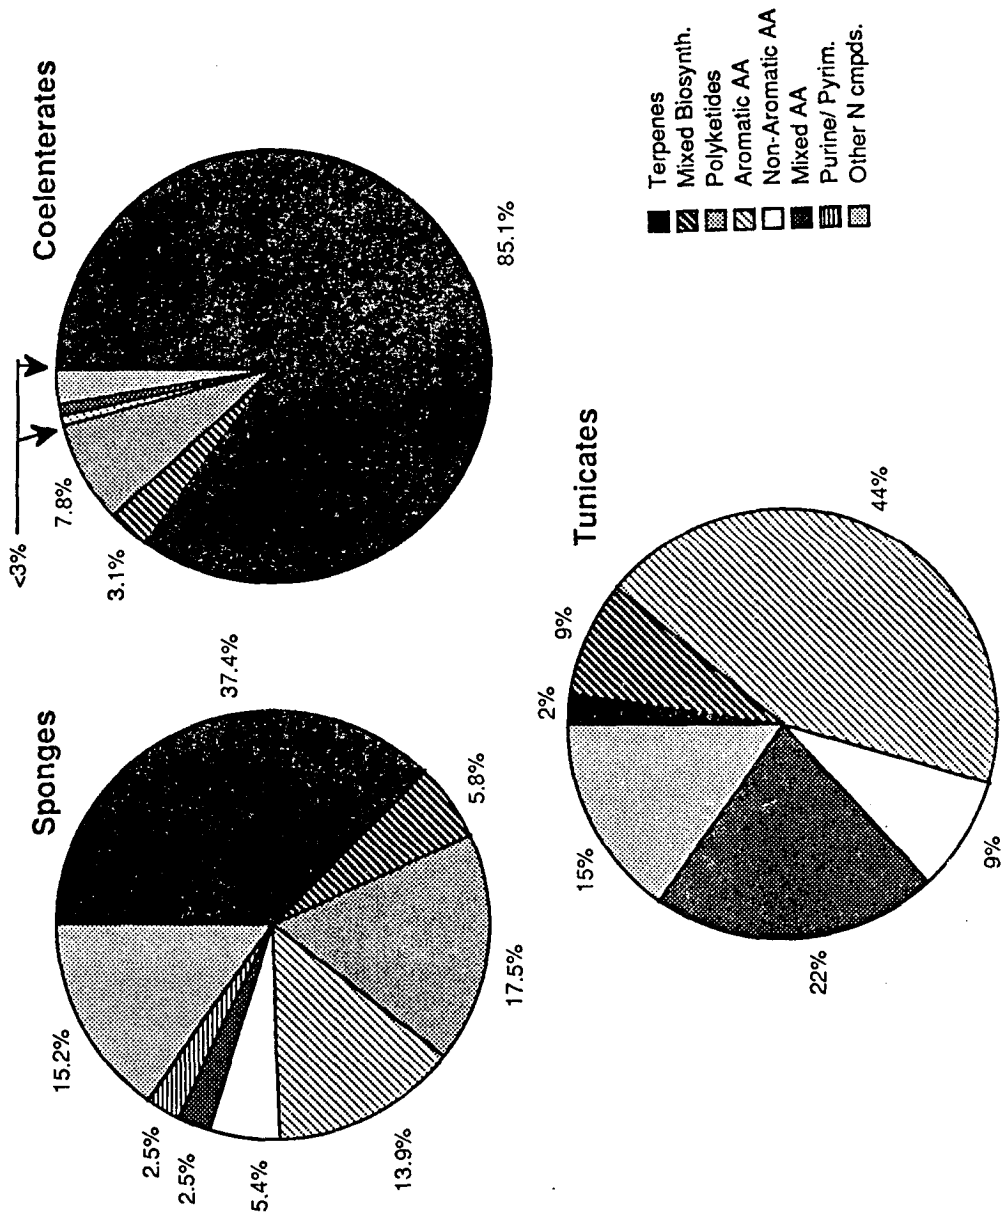 Sponges
37.4%
5.8%
17.5%
13.9%
5.4%
2.5%
2.5%
15.2%
Coelenterates
<3%
7.8%
3.1%
85.1%
Tunicates
2%
9%
44%
9%
22%
15%
Terpenes
Mixed Biosynth.
Polyketides
Aromatic AA
Non-Aromatic AA
Mixed AA
Purine/ Pyrim.
Other N cmpds.